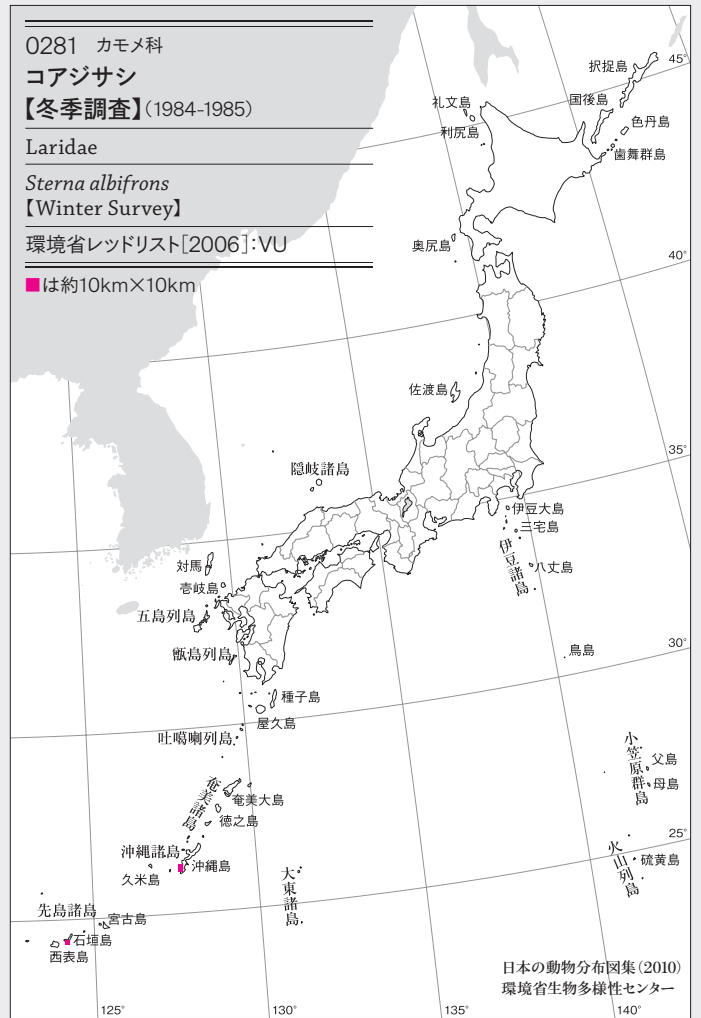 0281 カモメ科
コアジサシ
【冬季調査】(1984-1985)
Laridae
Sterna albifrons
【Winter Survey】
環境省レッドリスト[2006]:VU
■は約10km×10km
択捉島
45°
国後島
礼文島
色丹島
利尻島
歯舞群島
奥尻島
40°
佐渡島
35°
隠岐諸島
伊豆大島
三宅島
伊豆諸島
八丈島
対馬
壱岐島
五島列島
甑島列島
鳥島
30°
種子島
屋久島
吐噶喇列島
小笠原群島
父島
母島
奄美諸島
奄美大島
徳之島
25°
沖縄諸島
沖縄島
久米島
火山列島
硫黄島
大東諸島
先島諸島
宮古島
石垣島
西表島
日本の動物分布図集(2010)
環境省生物多様性センター
125°
130°
135°
140°